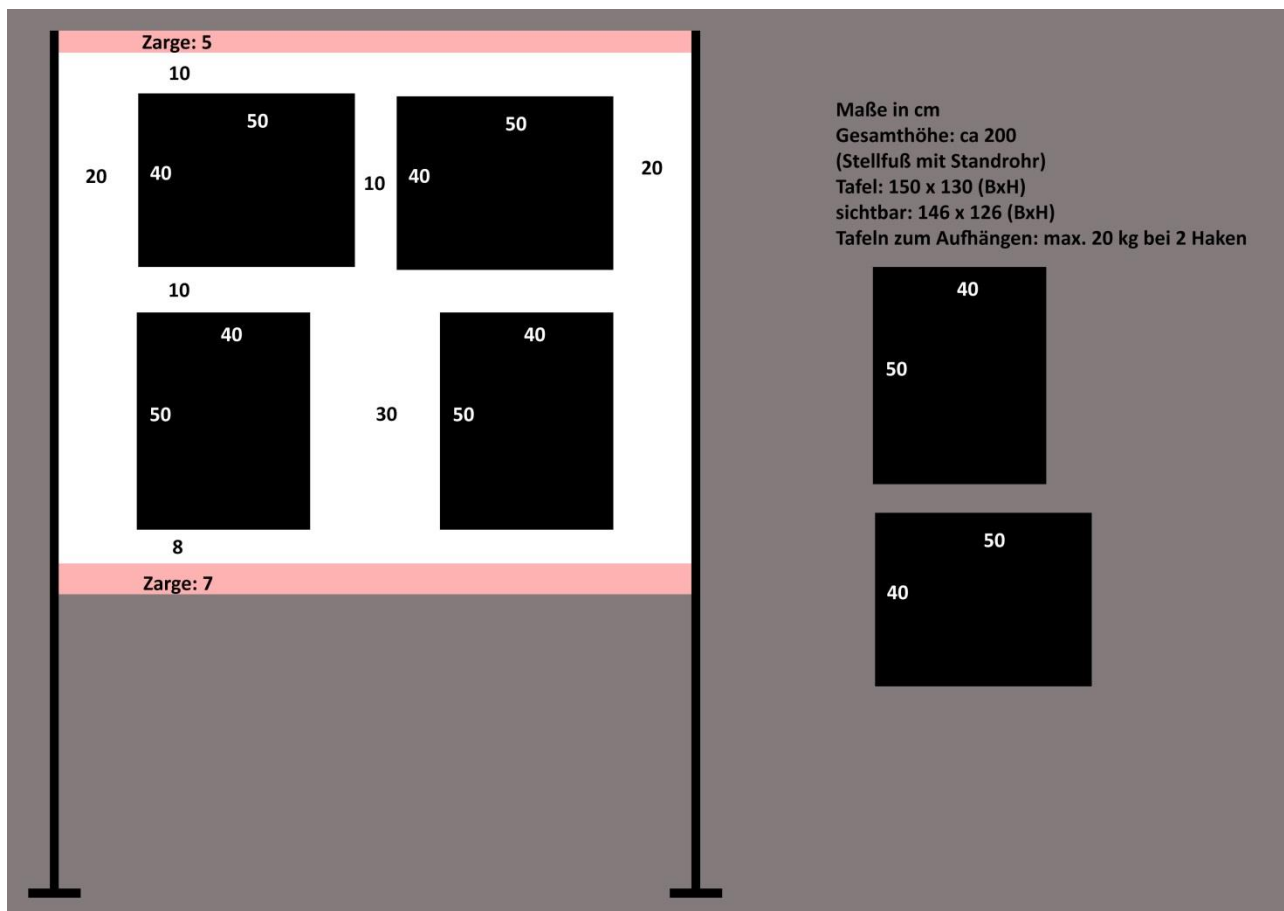 Zarge: 5
10
50
50
20
40
10
40
20
10
40
40
50
30
50
8
Zarge: 7
Maße in cm
Gesamthöhe: ca 200
(Stellfuß mit Standrohr)
Tafel: 150 x 130 (BxH)
sichtbar: 146 x 126 (BxH)
Tafeln zum Aufhängen: max. 20 kg bei 2 Haken
40
50
50
40